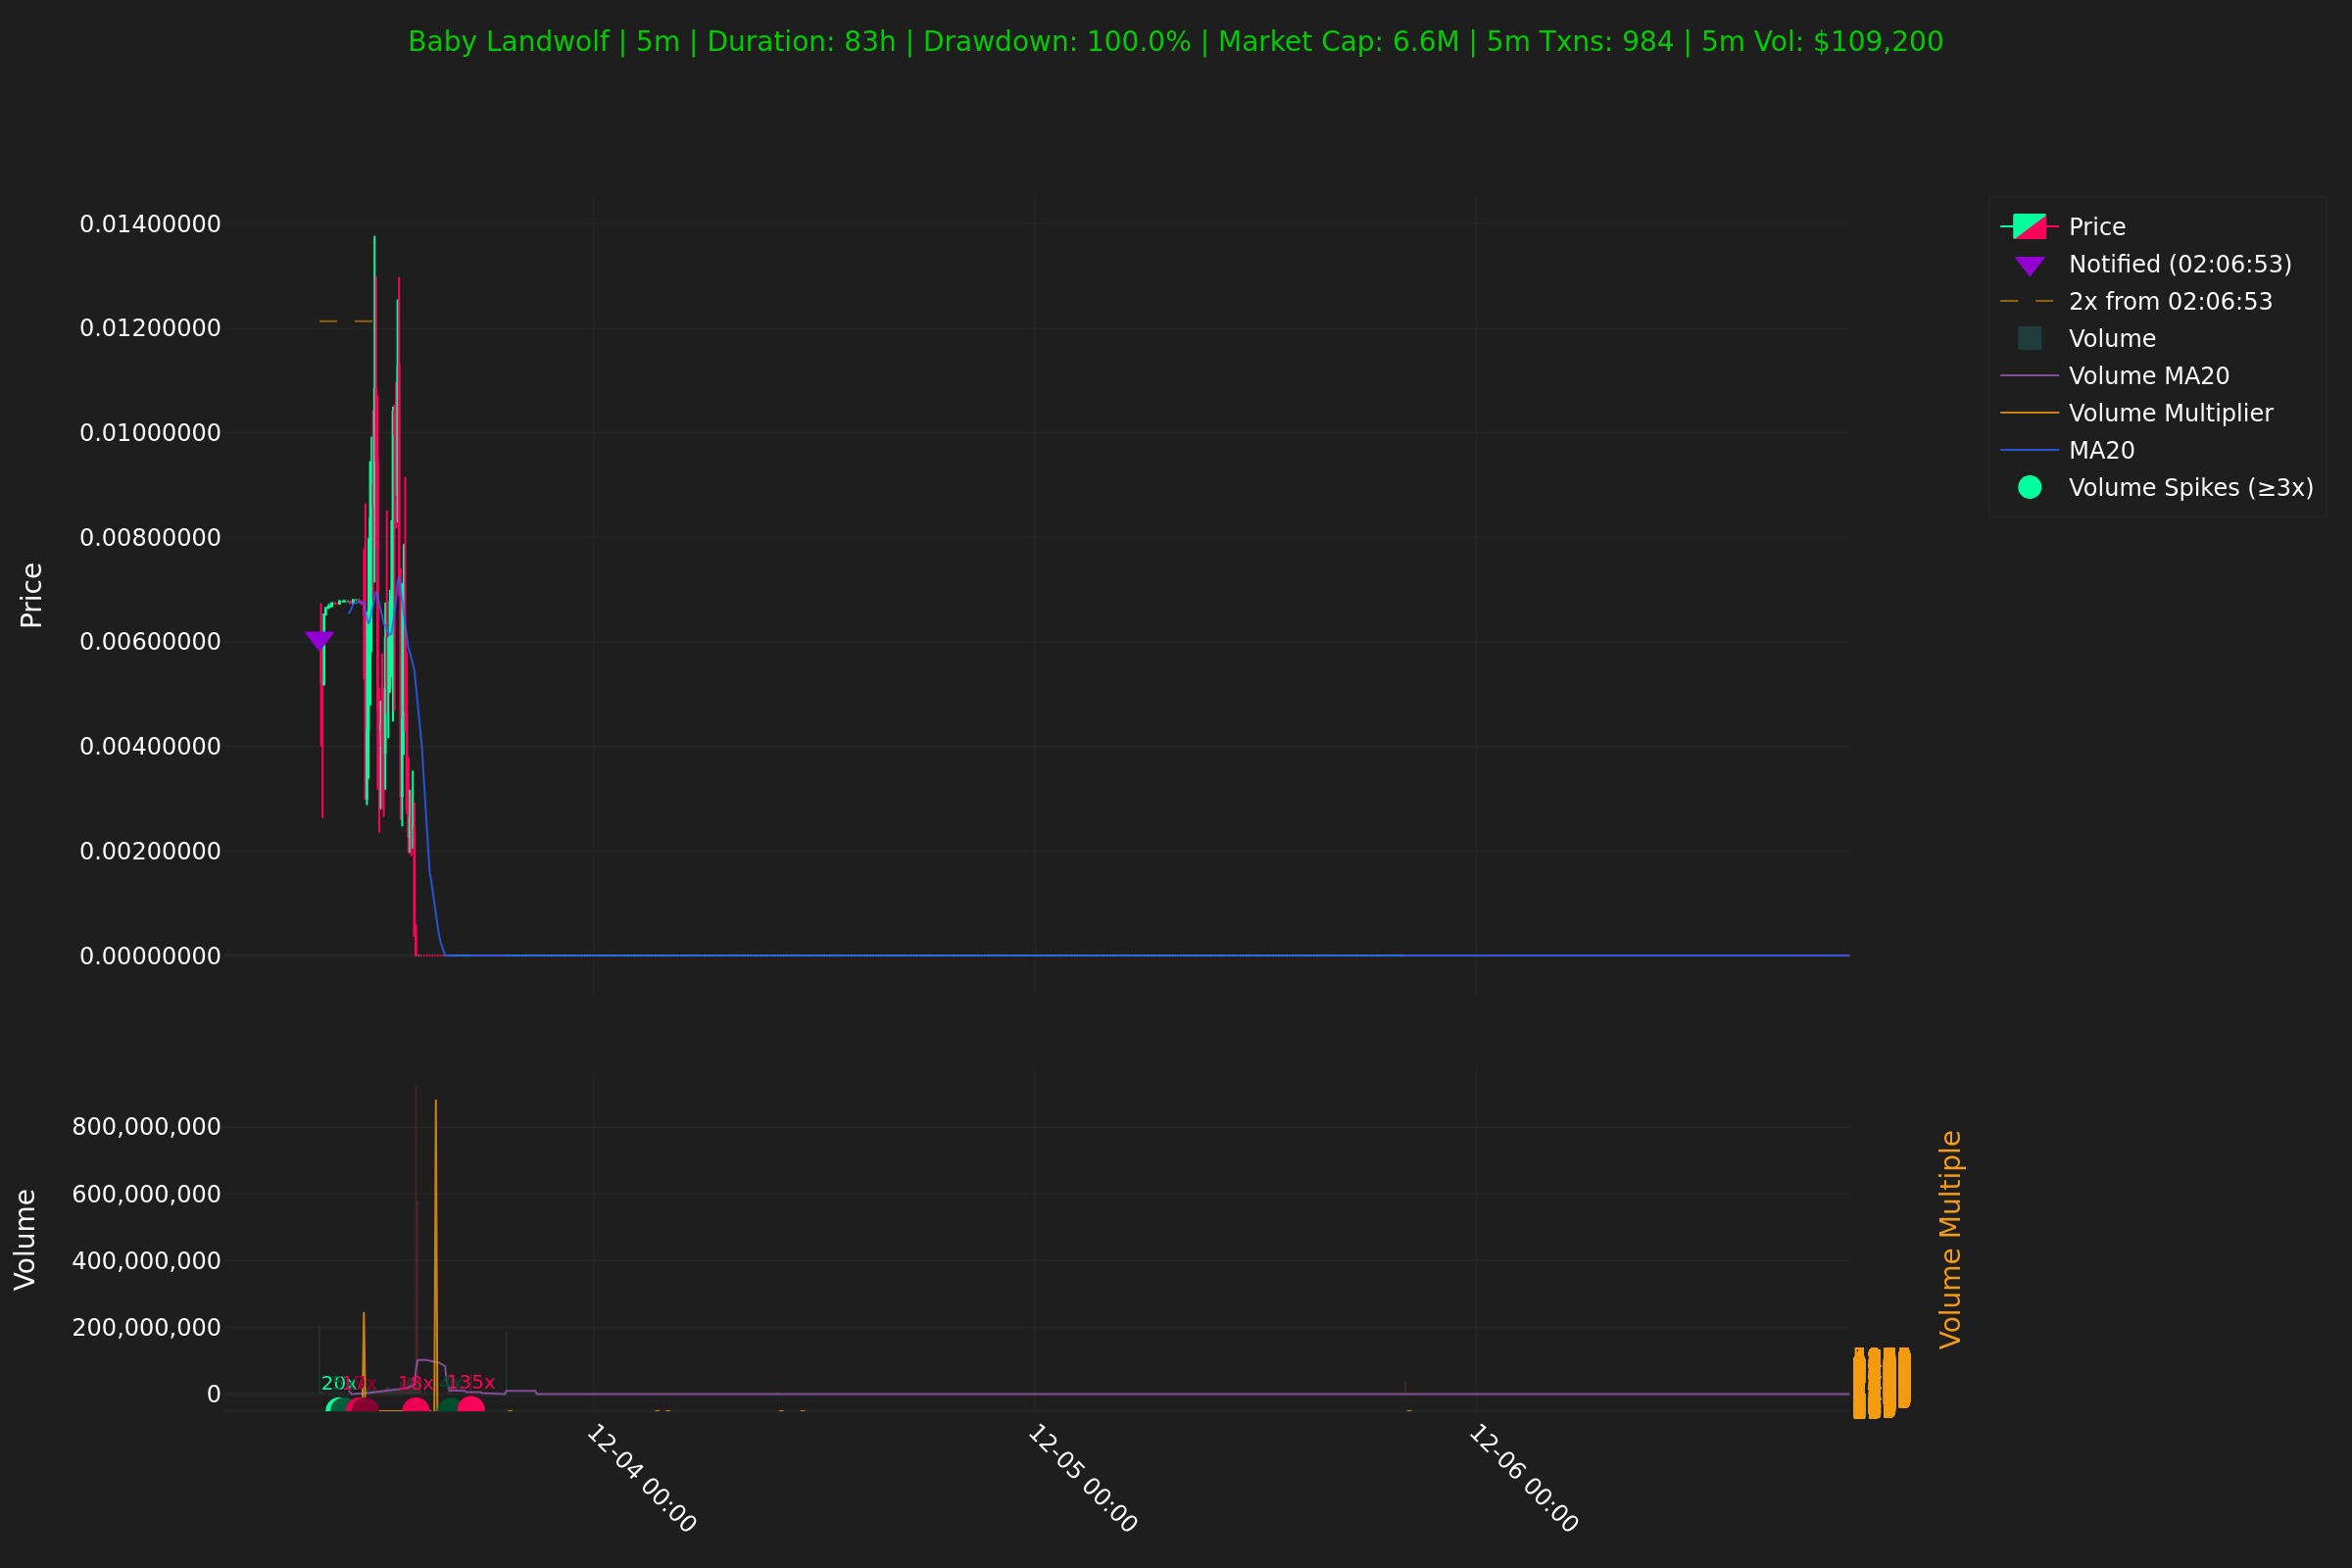 Baby Landwolf | 5m | Duration: 83h | Drawdown: 100.0% | Market Cap: 6.6M | 5m Txns: 984 | 5m Vol: $109,200
Price
0.01400000
0.01200000
0.01000000
0.00800000
0.00600000
0.00400000
0.00200000
0.00000000
Price
Notified (02:06:53)
2x from 02:06:53
Volume
Volume MA20
Volume Multiplier
MA20
Volume Spikes (≥3x)
Volume
800,000,000
600,000,000
400,000,000
200,000,000
0
20x
17x
18x
135x
Volume Multiple
12-04 00:00
12-05 00:00
12-06 00:00